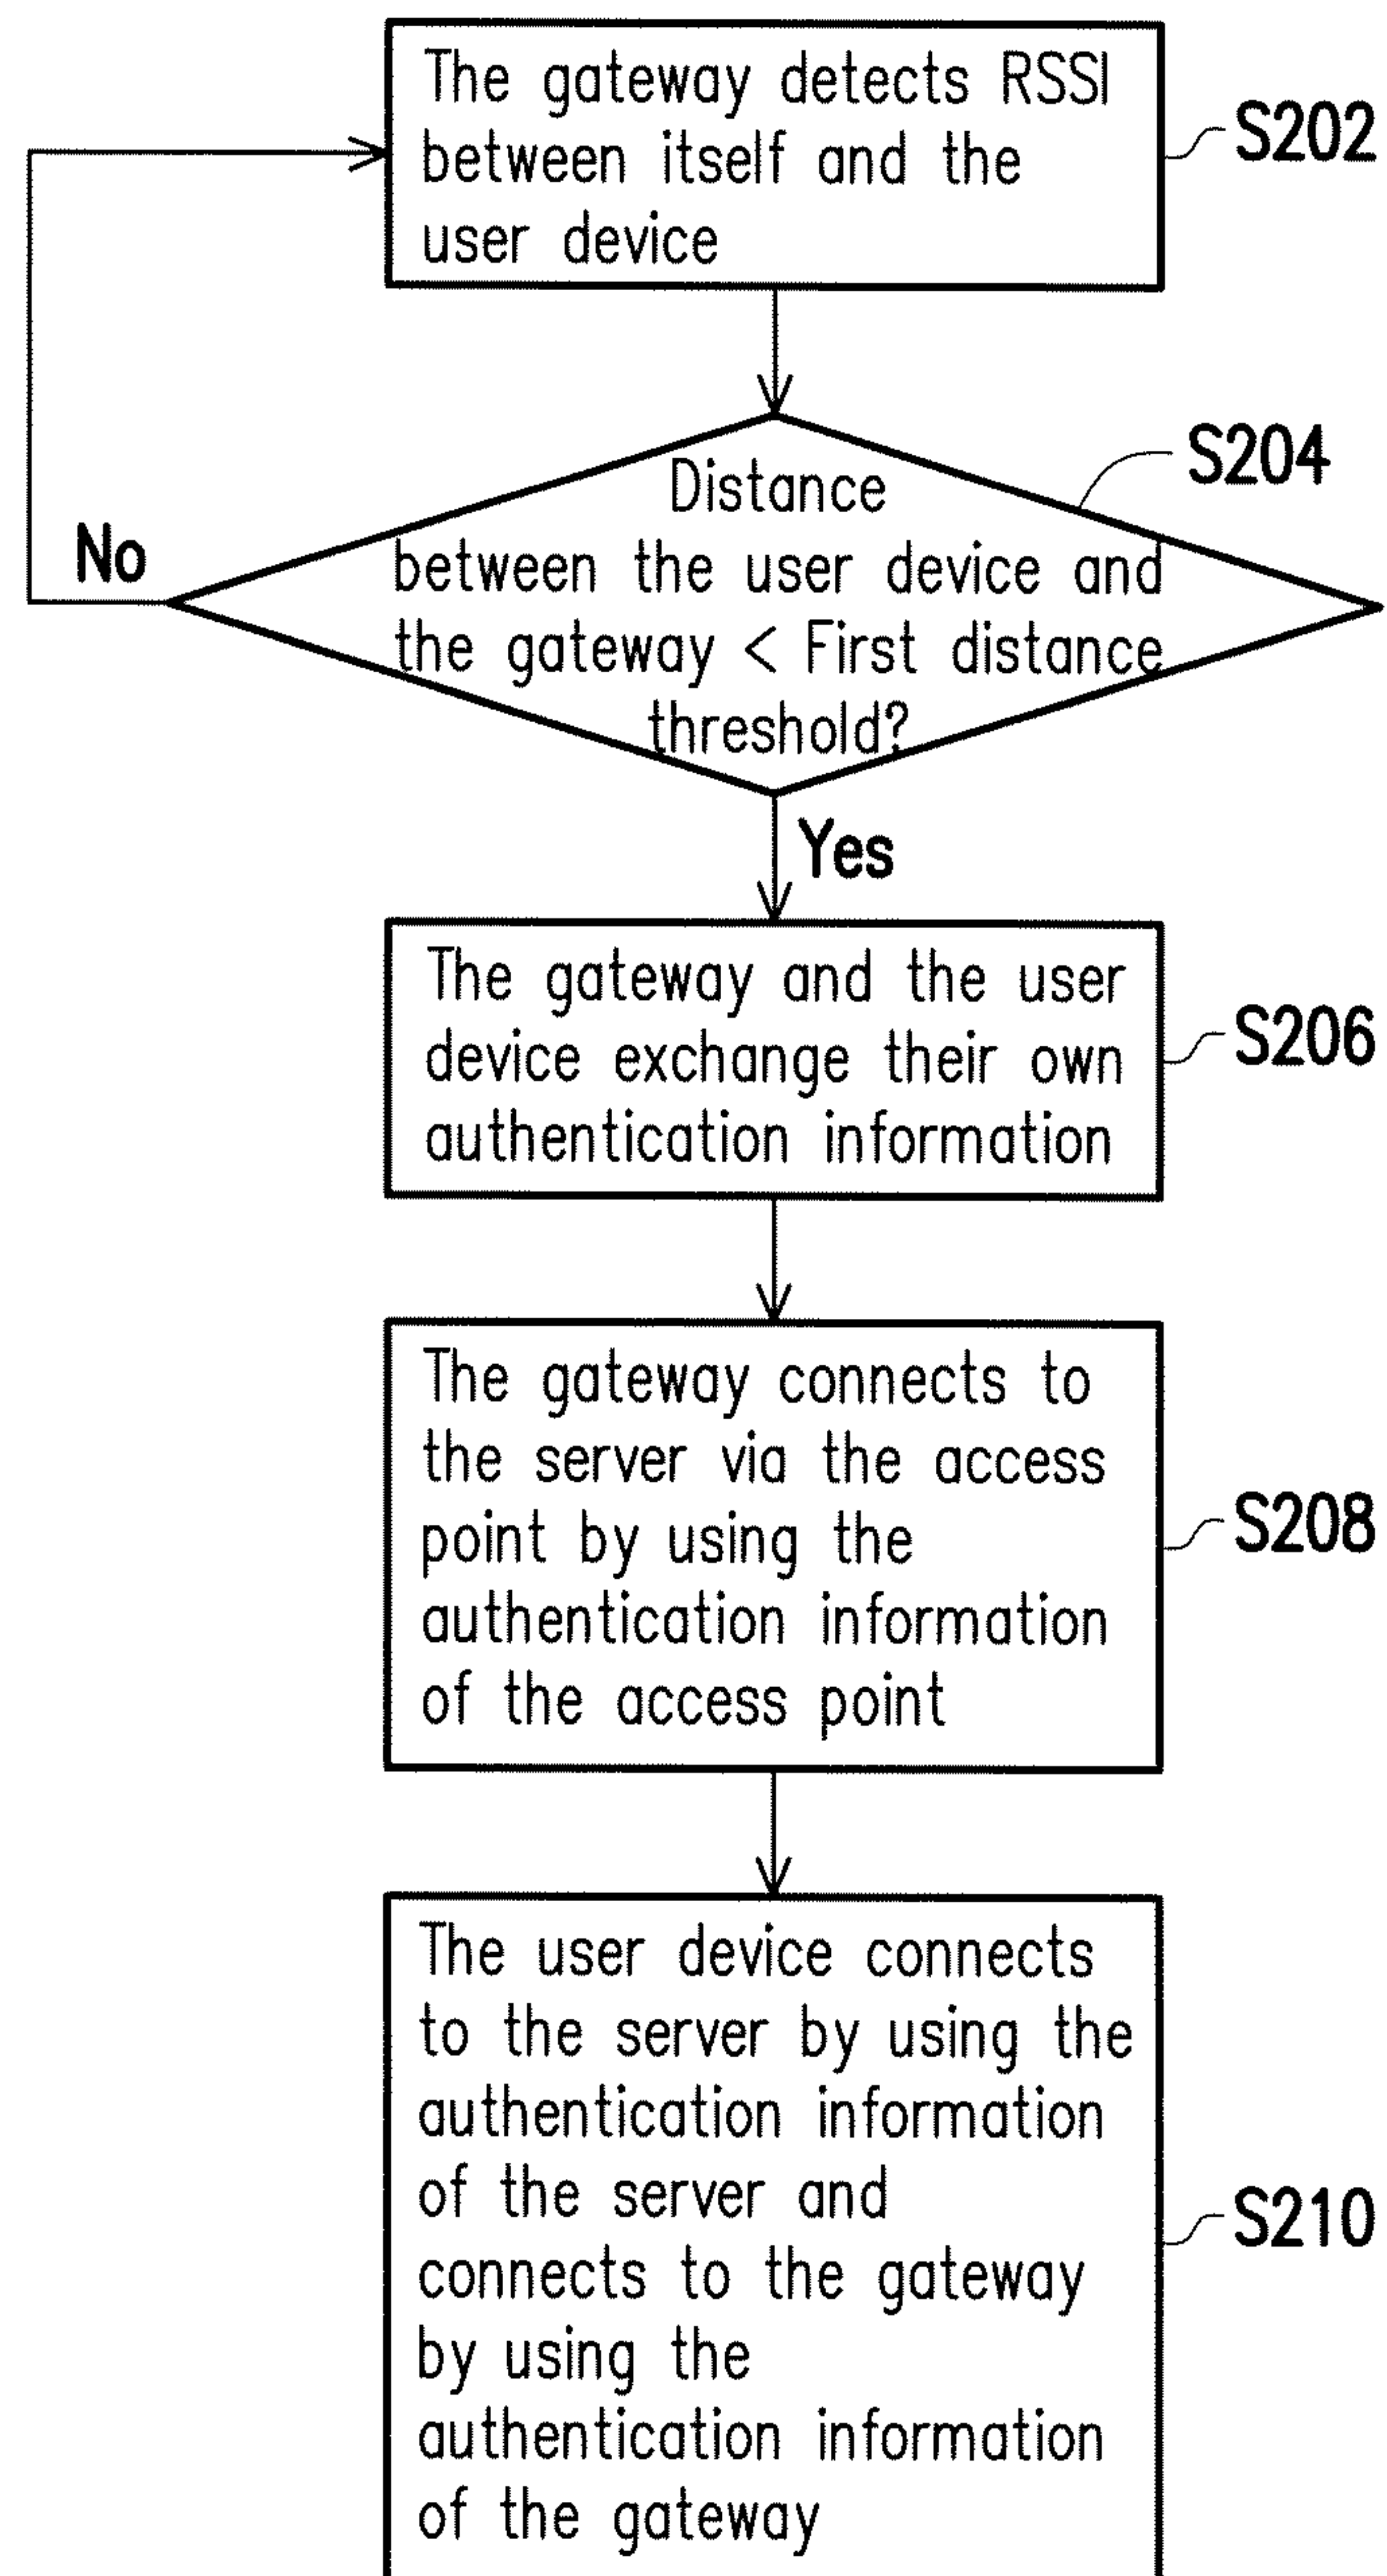 The gateway detects RSSI
between itself and the
user device
S202
S204
Distance
between the user device and
the gateway < First distance
threshold?
No
Yes
The gateway and the user
device exchange their own
authentication information
S206
The gateway connects to
the server via the access
point by using the
authentication information
of the access point
S208
The user device connects
to the server by using the
authentication information
of the server and
connects to the gateway
by using the
authentication information
of the gateway
S210